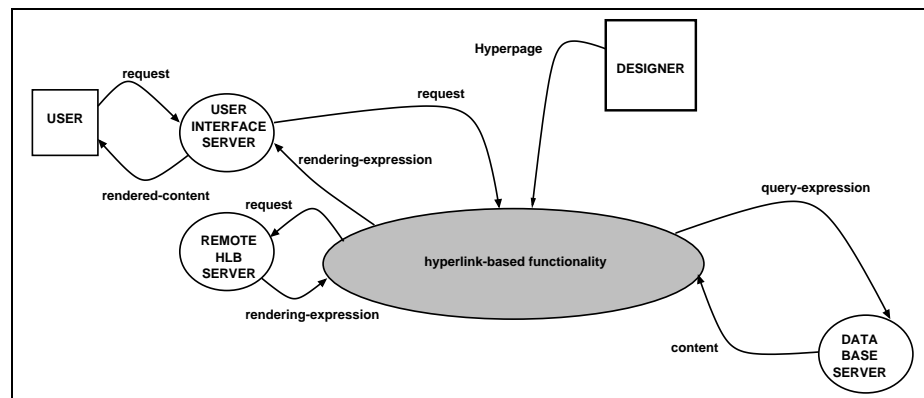 Hyperpage
DESIGNER
request
request
USER
USER
INTERFACE
SERVER
rendering-expression
rendered-content
query-expression
request
REMOTE
HLB
SERVER
hyperlink-based functionality
rendering-expression
content
DATA
BASE
SERVER